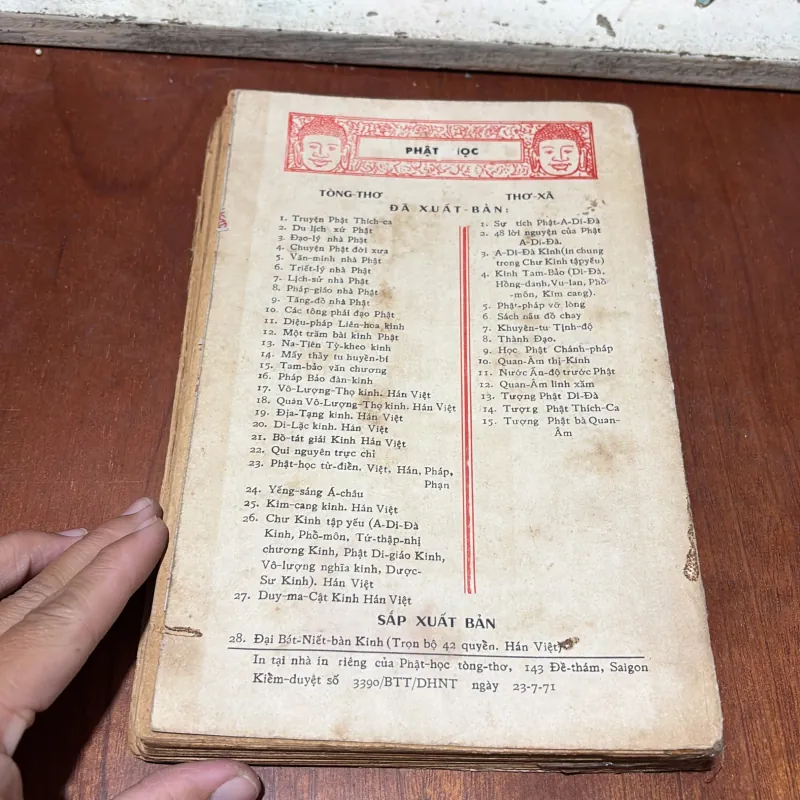 PHẬT HỌC
TÒNG-THƠ
THƠ-XÃ
ĐÃ XUẤT-BẢN:
1. Truyện Phật Thích-ca
2. Du lịch xứ Phật
3. Đạo-lý nhà Phật
4. Chuyện Phật đời xưa
5. Văn-minh nhà Phật
6. Triết-lý nhà Phật
7. Lịch-sử nhà Phật
8. Pháp-giáo nhà Phật
9. Tăng-đồ nhà Phật
10. Các tông phái đạo Phật
11. Diệu-pháp Liên-hoa kinh
12. Một trăm bài kinh Phật
13. Na-Tiên Tỳ-kheo kinh
14. Mấy thầy tu huyền-bí
15. Tam-bảo văn chương
16. Pháp Bảo đàn-kinh
17. Vô-Lượng-Thọ kinh. Hán Việt
18. Quán Vô-Lượng-Thọ kinh. Hán Việt
19. Địa-Tạng kinh. Hán Việt
20. Di-Lặc kinh. Hán Việt
21. Bồ-tát giái Kinh Hán Việt
22. Qui nguyên trực chỉ
23. Phật-học từ-điển. Việt, Hán, Pháp,
Phạn
24. Yếng-sáng Á-châu
25. Kim-cang kinh. Hán Việt
26. Chư Kinh tập yếu (A-Di-Đà
Kinh, Phổ-môn, Tứ-thập-nhị
chương Kinh, Phật Di-giáo Kinh,
Vô-lượng nghĩa kinh, Dược-
Sư Kinh). Hán Việt
27. Duy-ma-Cật Kinh Hán Việt
1. Sự tích Phật-A-Di-Đà
2. 48 lời nguyện của Phật
A-Di-Đà.
3. A-Di-Đà Kinh(in chung
trong Chư Kinh tập yếu)
4. Kinh Tam-Bảo (Di-Đà,
Hồng-danh,Vu-lan, Phổ
-môn, Kim cang).
5. Phật-pháp vỡ lòng
6. Sách nấu đồ chay
7. Khuyên-tu Tịnh-độ
8. Thành Đạo.
9. Học Phật Chánh-pháp
10. Quan-Âm thị-Kính
11. Nước Ấn-độ trước Phật
12. Quan-Âm linh xăm
13. Tượng Phật Di-Đà
14. Tượng Phật Thích-Ca
15. Tượng Phật bà Quan-
Âm
SẮP XUẤT BẢN
28. Đại Bát-Niết-bàn Kinh (Trọn bộ 42 quyển. Hán Việt)
In tại nhà in riêng của Phật-học tòng-thơ, 143 Đề-thám, Saigon
Kiểm-duyệt số 3390/BTT/DHNT ngày 23-7-71